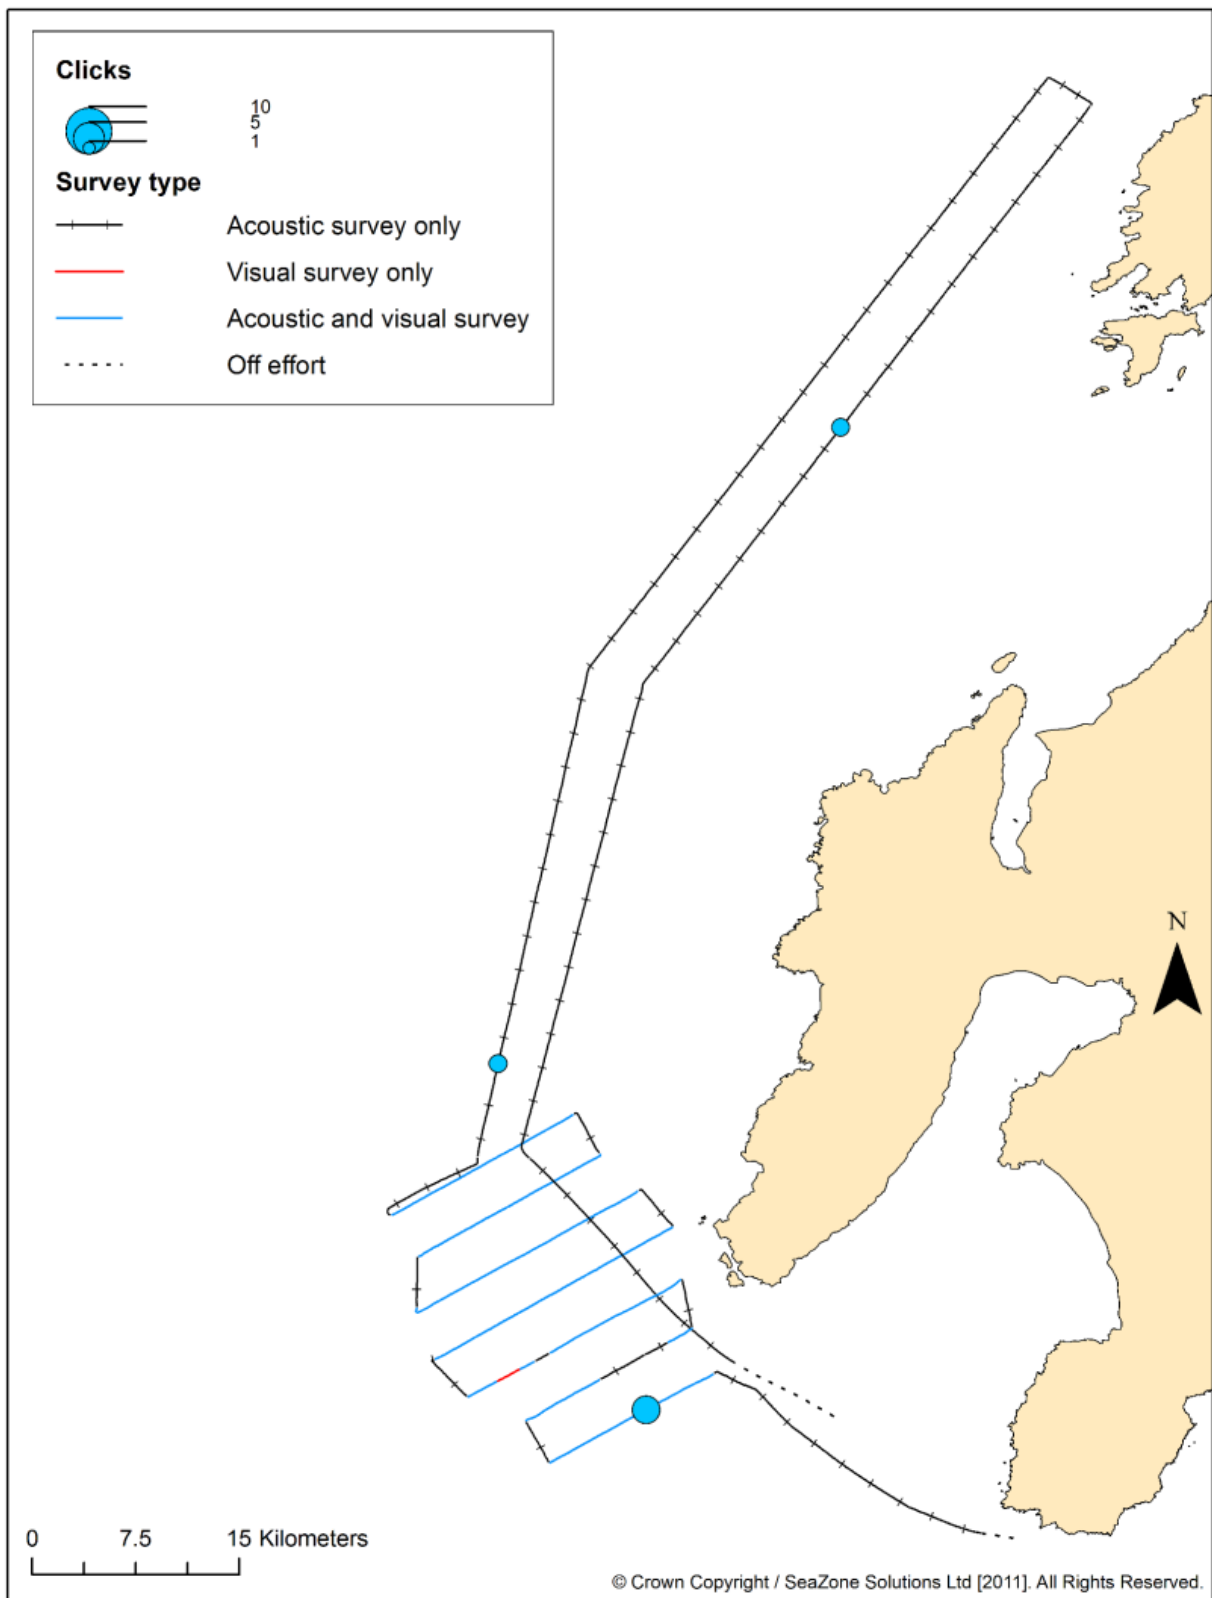 Clicks
10
5
1
Survey type
Acoustic survey only
Visual survey only
Acoustic and visual survey
Off effort
N
0 7.5 15 Kilometers
© Crown Copyright / SeaZone Solutions Ltd [2011]. All Rights Reserved.